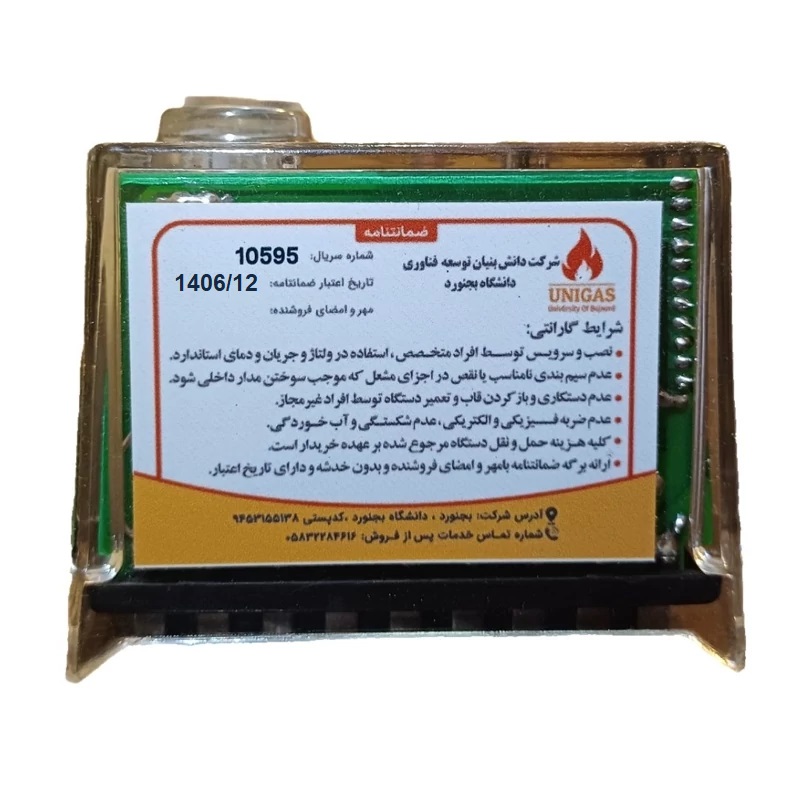 ضمانتنامه
شرکت دانش بنیان توسعه فناوری
دانشگاه بجنورد
UNIGAS
University Of Bojnord
شماره سریال: 10595
تاریخ اعتبار ضمانتنامه: 1406/12
مهر و امضای فروشنده:
شرایط گارانتی:
• نصب و سرویس توسط افراد متخصص، استفاده در ولتاژ و جریان و دمای استاندارد.
• عدم سیم بندی نامناسب یا نقص در اجزای مشعل که موجب سوختن مدار داخلی شود.
• عدم دستکاری و باز کردن قاب و تعمیر دستگاه توسط افراد غیر مجاز.
• عدم ضربه فیزیکی و الکتریکی، عدم شکستگی و آب خوردگی.
• کلیه هزینه حمل و نقل دستگاه مرجوع شده بر عهده خریدار است.
• ارائه برگه ضمانتنامه بامهر و امضای فروشنده و بدون خدشه و دارای تاریخ اعتبار.
آدرس شرکت: بجنورد ، دانشگاه بجنورد ،کدپستی ۹۴۵۳۱۵۵۱۳۸
شماره تماس خدمات پس از فروش: ۰۵۸۳۲۲۸۴۶۱۶